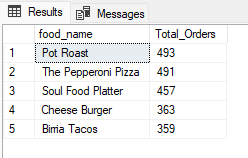 Results Messages
food_name Total_Orders
1 Pot Roast 493
2 The Pepperoni Pizza 491
3 Soul Food Platter 457
4 Cheese Burger 363
5 Birria Tacos 359